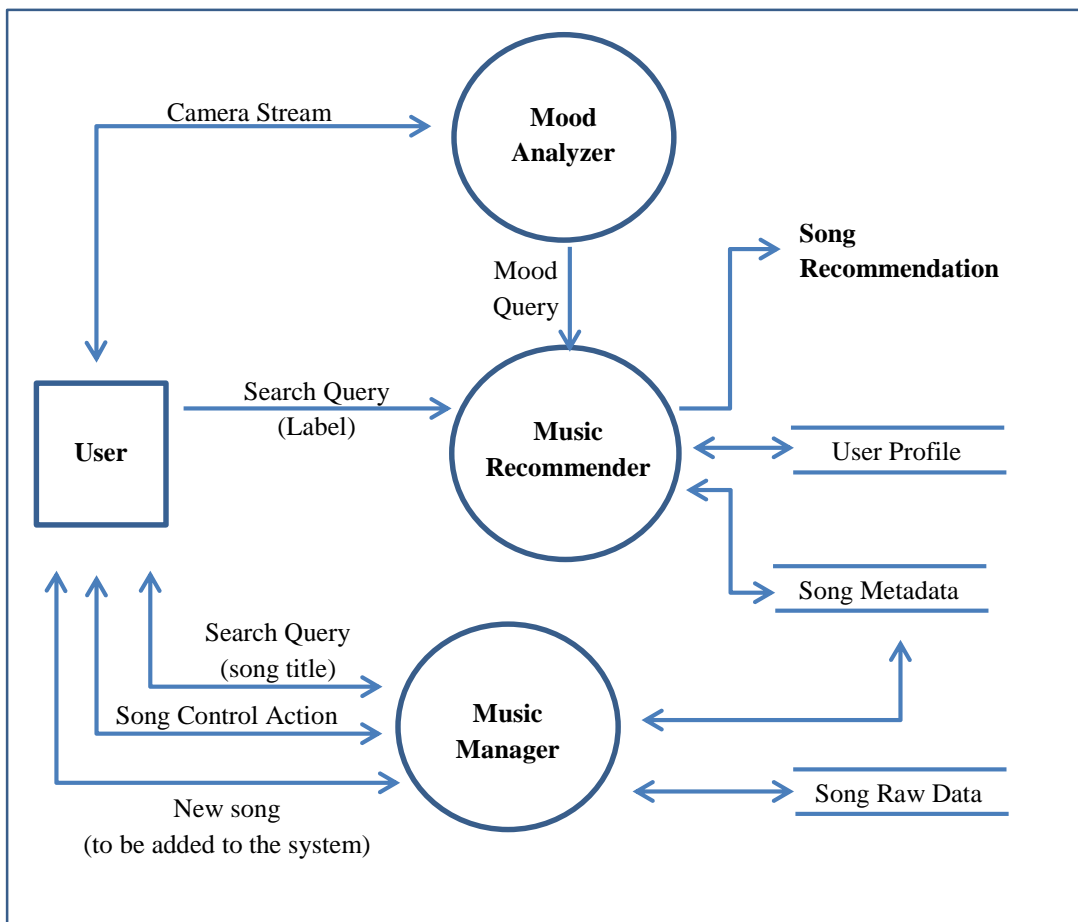 Camera Stream
Mood
Analyzer
Mood
Query
Song
Recommendation
Search Query
(Label)
User
Music
Recommender
User Profile
Song Metadata
Search Query
(song title)
Song Control Action
Music
Manager
New song
(to be added to the system)
Song Raw Data